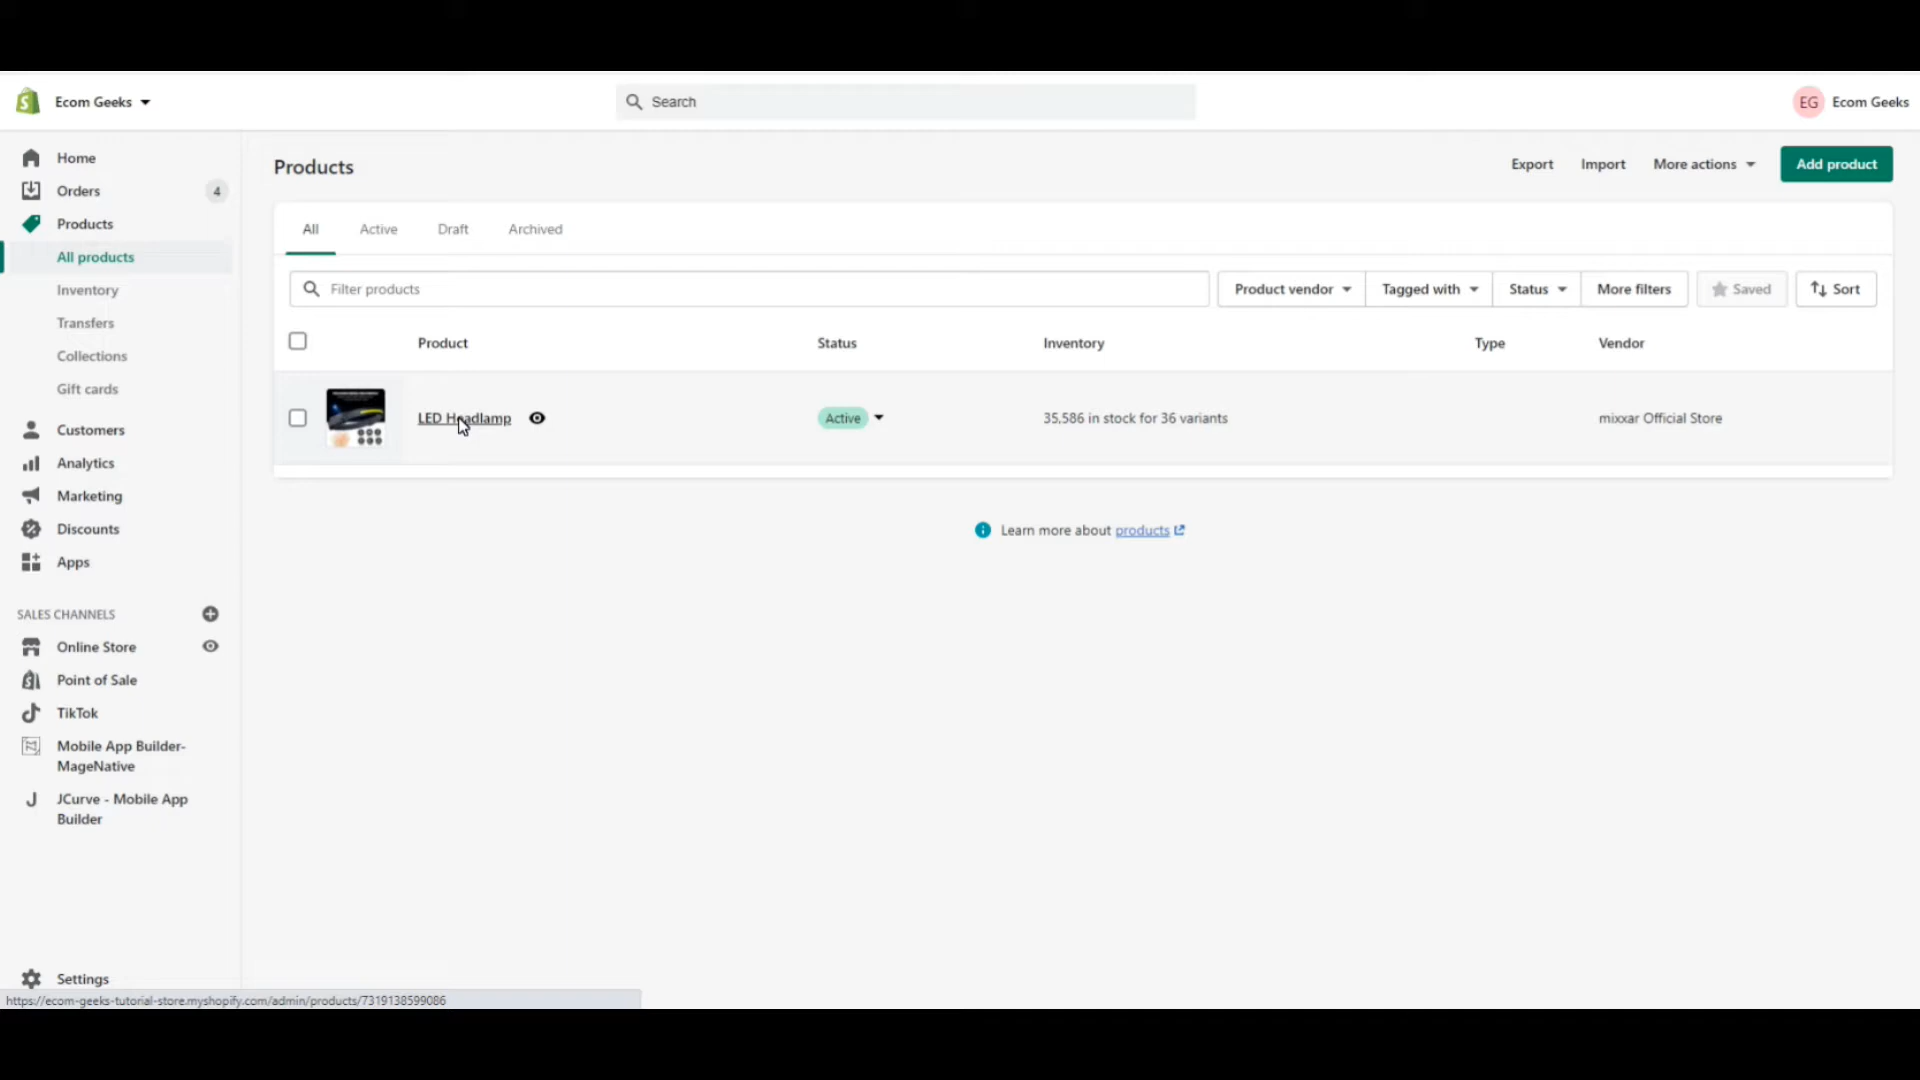 Ecom Geeks
Search
EG Ecom Geeks
Home
Orders 4
Products
All products
Inventory
Transfers
Collections
Gift cards
Customers
Analytics
Marketing
Discounts
Apps
SALES CHANNELS
Online Store
Point of Sale
TikTok
Mobile App Builder-
MageNative
JCurve - Mobile App
Builder
Settings
Products
Export Import More actions Add product
All Active Draft Archived
Filter products Product vendor Tagged with Status More filters Saved Sort
Product Status Inventory Type Vendor
LED Headlamp Active 35,586 in stock for 36 variants mixxar Official Store
Learn more about products
https://ecom-geeks-tutorial-store.myshopify.com/admin/products/7319138599086